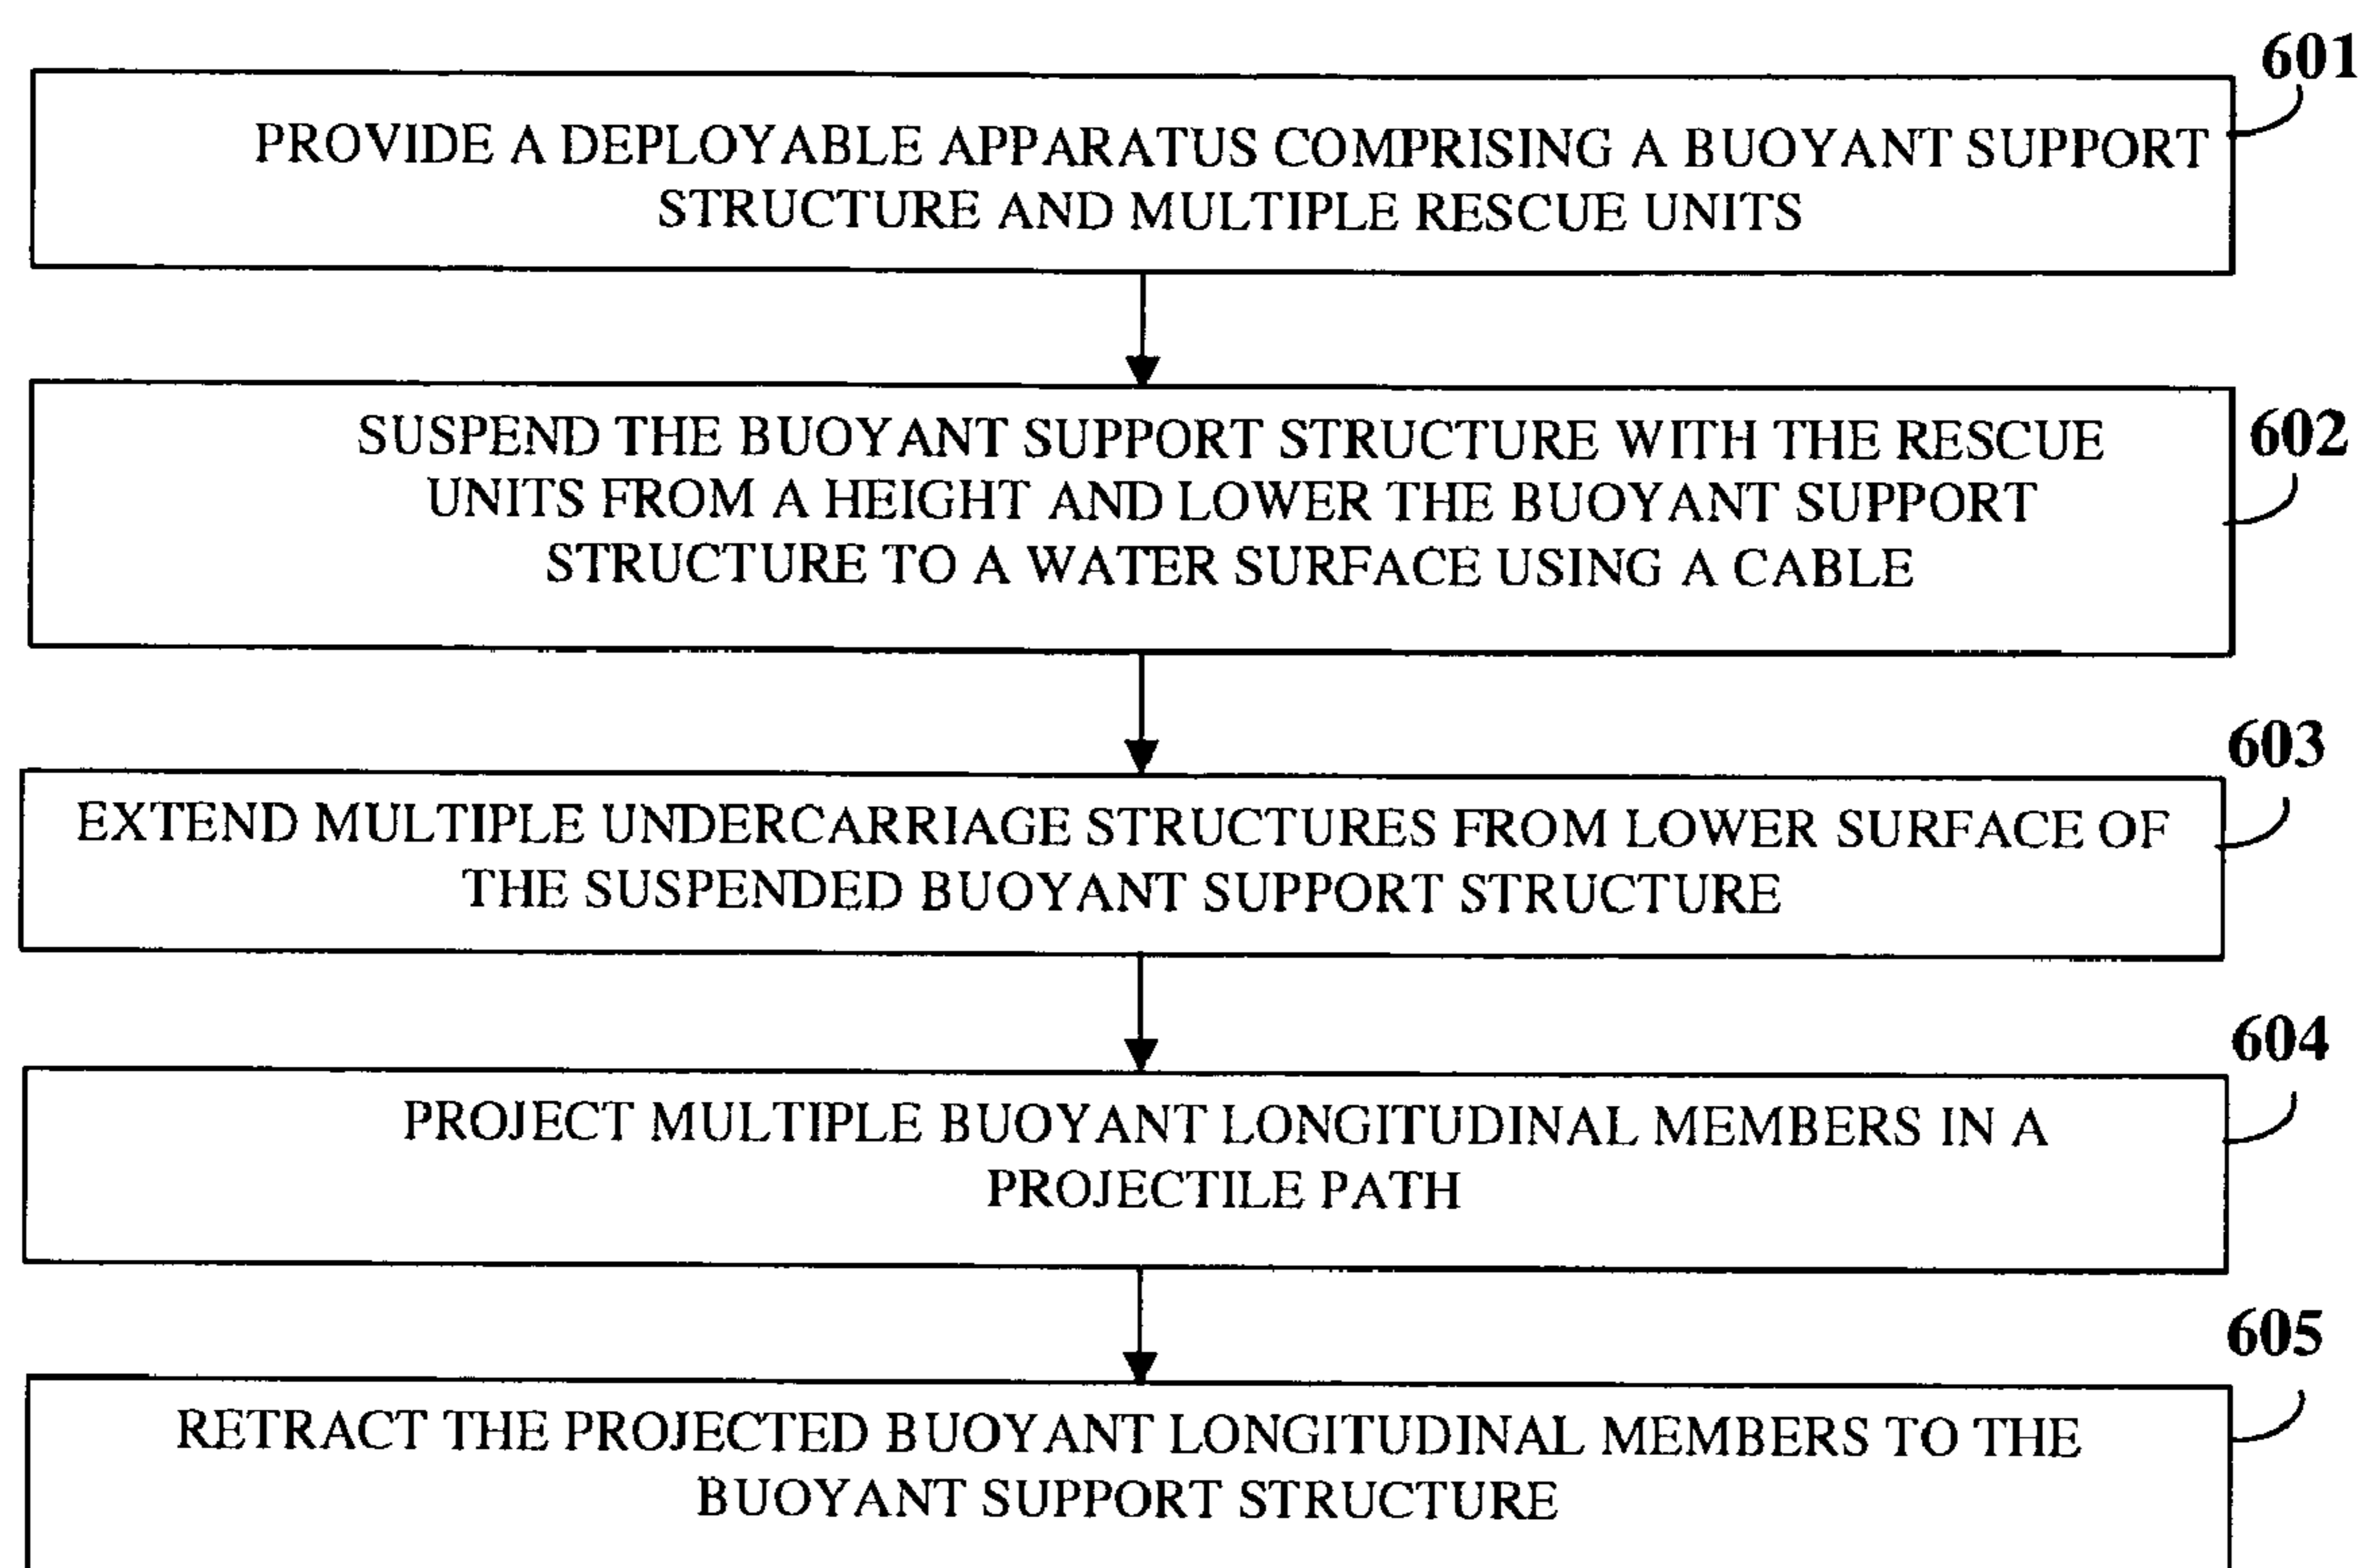 601
PROVIDE A DEPLOYABLE APPARATUS COMPRISING A BUOYANT SUPPORT
STRUCTURE AND MULTIPLE RESCUE UNITS
602
SUSPEND THE BUOYANT SUPPORT STRUCTURE WITH THE RESCUE
UNITS FROM A HEIGHT AND LOWER THE BUOYANT SUPPORT
STRUCTURE TO A WATER SURFACE USING A CABLE
603
EXTEND MULTIPLE UNDERCARRIAGE STRUCTURES FROM LOWER SURFACE OF
THE SUSPENDED BUOYANT SUPPORT STRUCTURE
604
PROJECT MULTIPLE BUOYANT LONGITUDINAL MEMBERS IN A
PROJECTILE PATH
605
RETRACT THE PROJECTED BUOYANT LONGITUDINAL MEMBERS TO THE
BUOYANT SUPPORT STRUCTURE